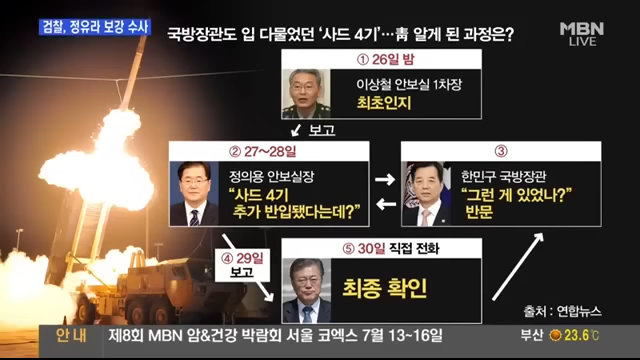 검찰, 정유라 보강 수사
국방장관도 입 다물었던 '사드 4기'…靑 알게 된 과정은?
MBN
LIVE
① 26일 밤
이상철 안보실 1차장
최초인지
보고
② 27~28일
정의용 안보실장
"사드 4기
추가 반입됐다는데?"
③
한민구 국방장관
"그런 게 있었나?"
반문
④ 29일
보고
⑤ 30일 직접 전화
최종 확인
출처 : 연합뉴스
안 내
제8회 MBN 암&건강 박람회 서울 코엑스 7월 13~16일
부산 23.6℃